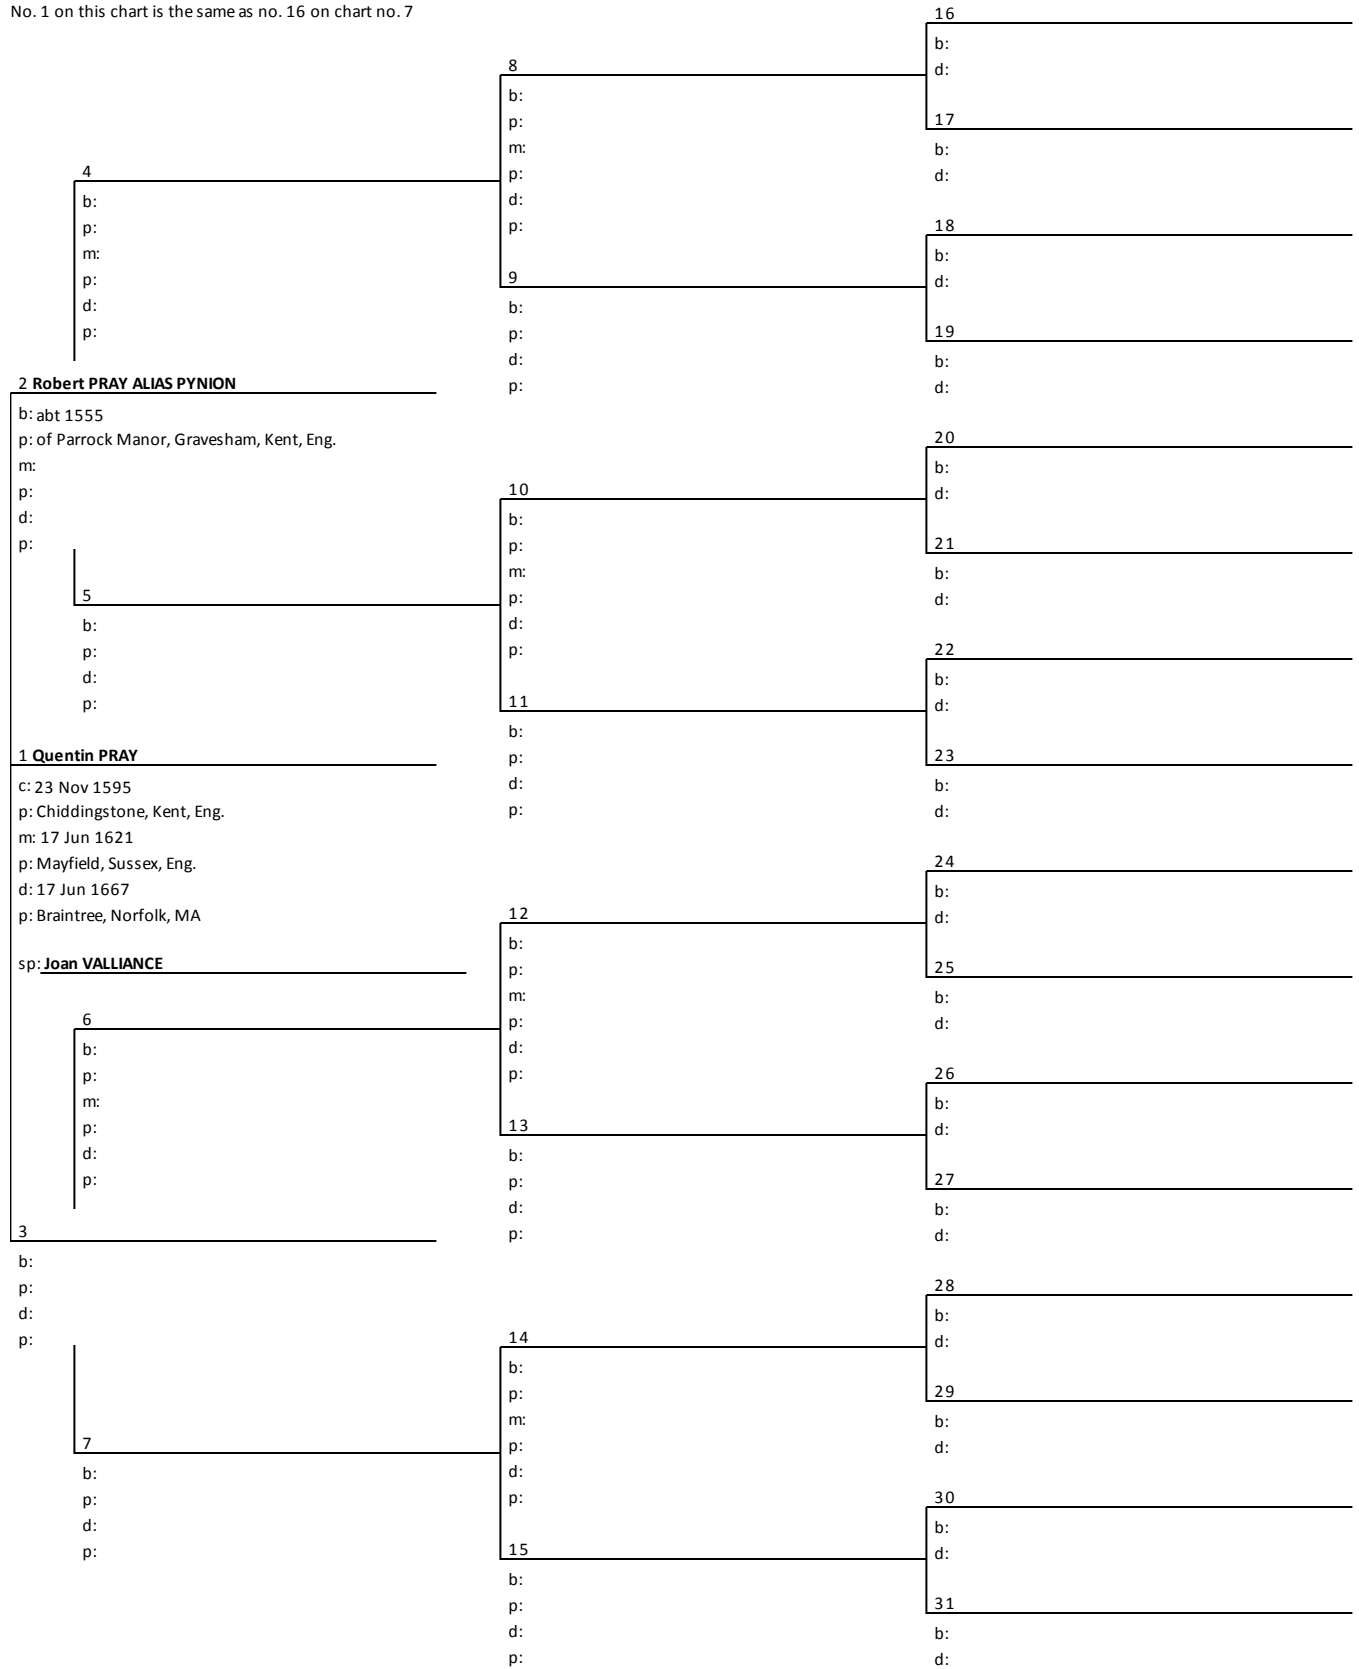 No. 1 on this chart is the same as no. 16 on chart no. 7
16
b:
d:
8
b:
p:
m:
p:
d:
p:
17
b:
d:
4
b:
p:
m:
p:
d:
p:
18
b:
d:
9
b:
p:
d:
p:
19
b:
d:
2 Robert PRAY ALIAS PYNION
b: abt 1555
p: of Parrock Manor, Gravesham, Kent, Eng.
m:
p:
d:
p:
20
b:
d:
10
b:
p:
m:
p:
d:
p:
21
b:
d:
5
b:
p:
d:
p:
22
b:
d:
11
b:
p:
d:
p:
23
b:
d:
1 Quentin PRAY
c: 23 Nov 1595
p: Chiddingstone, Kent, Eng.
m: 17 Jun 1621
p: Mayfield, Sussex, Eng.
d: 17 Jun 1667
p: Braintree, Norfolk, MA
sp: Joan VALLIANCE
24
b:
d:
12
b:
p:
m:
p:
d:
p:
25
b:
d:
6
b:
p:
m:
p:
d:
p:
26
b:
d:
13
b:
p:
d:
p:
27
b:
d:
3
b:
p:
d:
p:
28
b:
d:
14
b:
p:
m:
p:
d:
p:
29
b:
d:
7
b:
p:
d:
p:
30
b:
d:
15
b:
p:
d:
p:
31
b:
d: